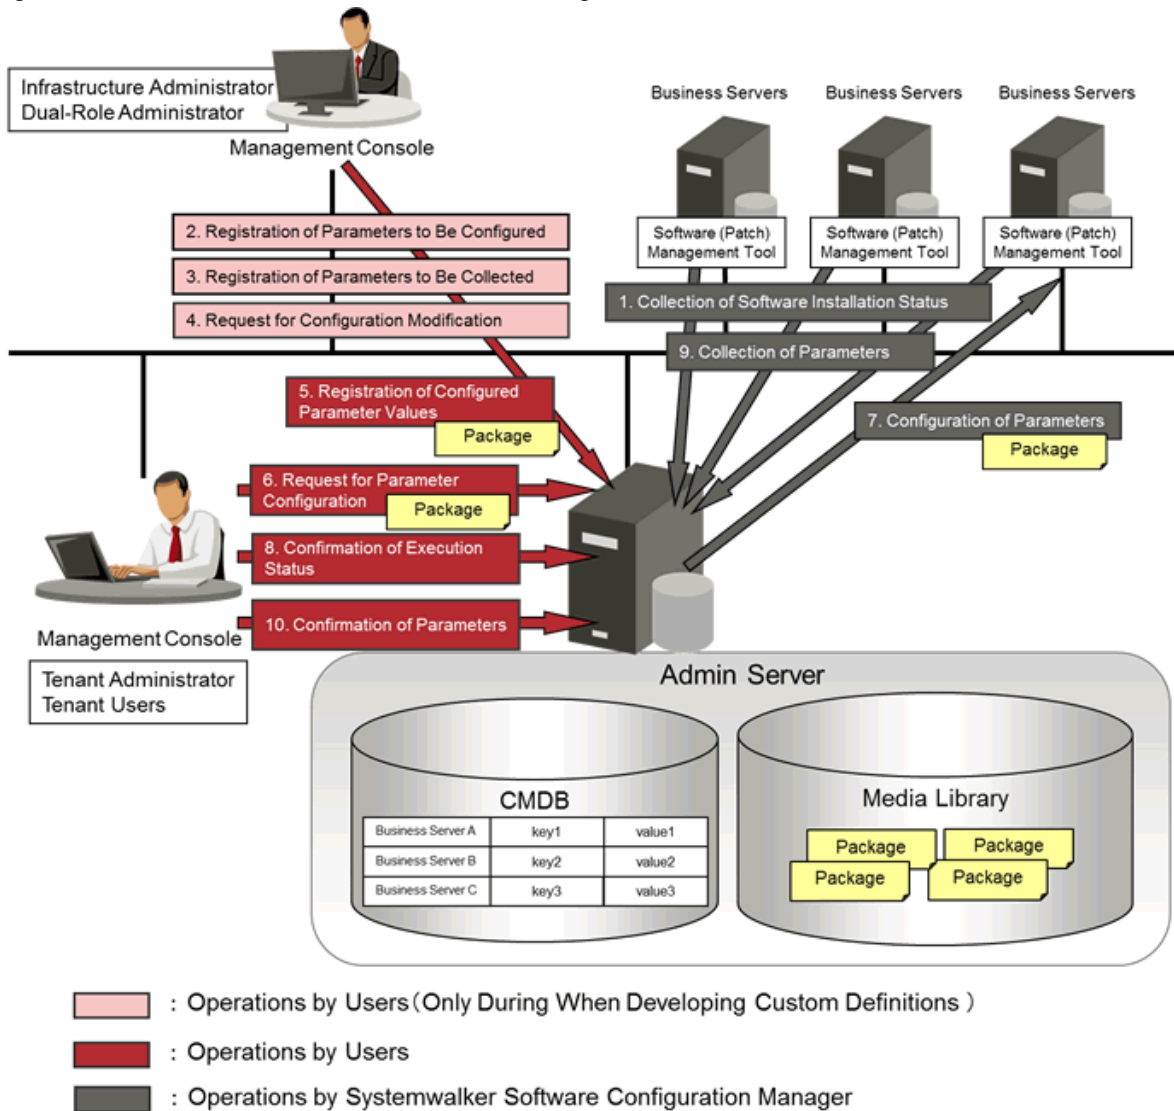 Infrastructure Administrator
Dual-Role Administrator
Management Console
Business Servers
Business Servers
Business Servers
Software (Patch)
Management Tool
Software (Patch)
Management Tool
Software (Patch)
Management Tool
2. Registration of Parameters to Be Configured
3. Registration of Parameters to Be Collected
4. Request for Configuration Modification
1. Collection of Software Installation Status
9. Collection of Parameters
5. Registration of Configured
Parameter Values
Package
7. Configuration of Parameters
Package
6. Request for Parameter
Configuration
Package
8. Confirmation of Execution
Status
10. Confirmation of Parameters
Management Console
Tenant Administrator
Tenant Users
Admin Server
CMDB
Business Server A key1 value1
Business Server B key2 value2
Business Server C key3 value3
Media Library
Package
Package
Package
Package
: Operations by Users (Only During When Developing Custom Definitions )
: Operations by Users
: Operations by Systemwalker Software Configuration Manager